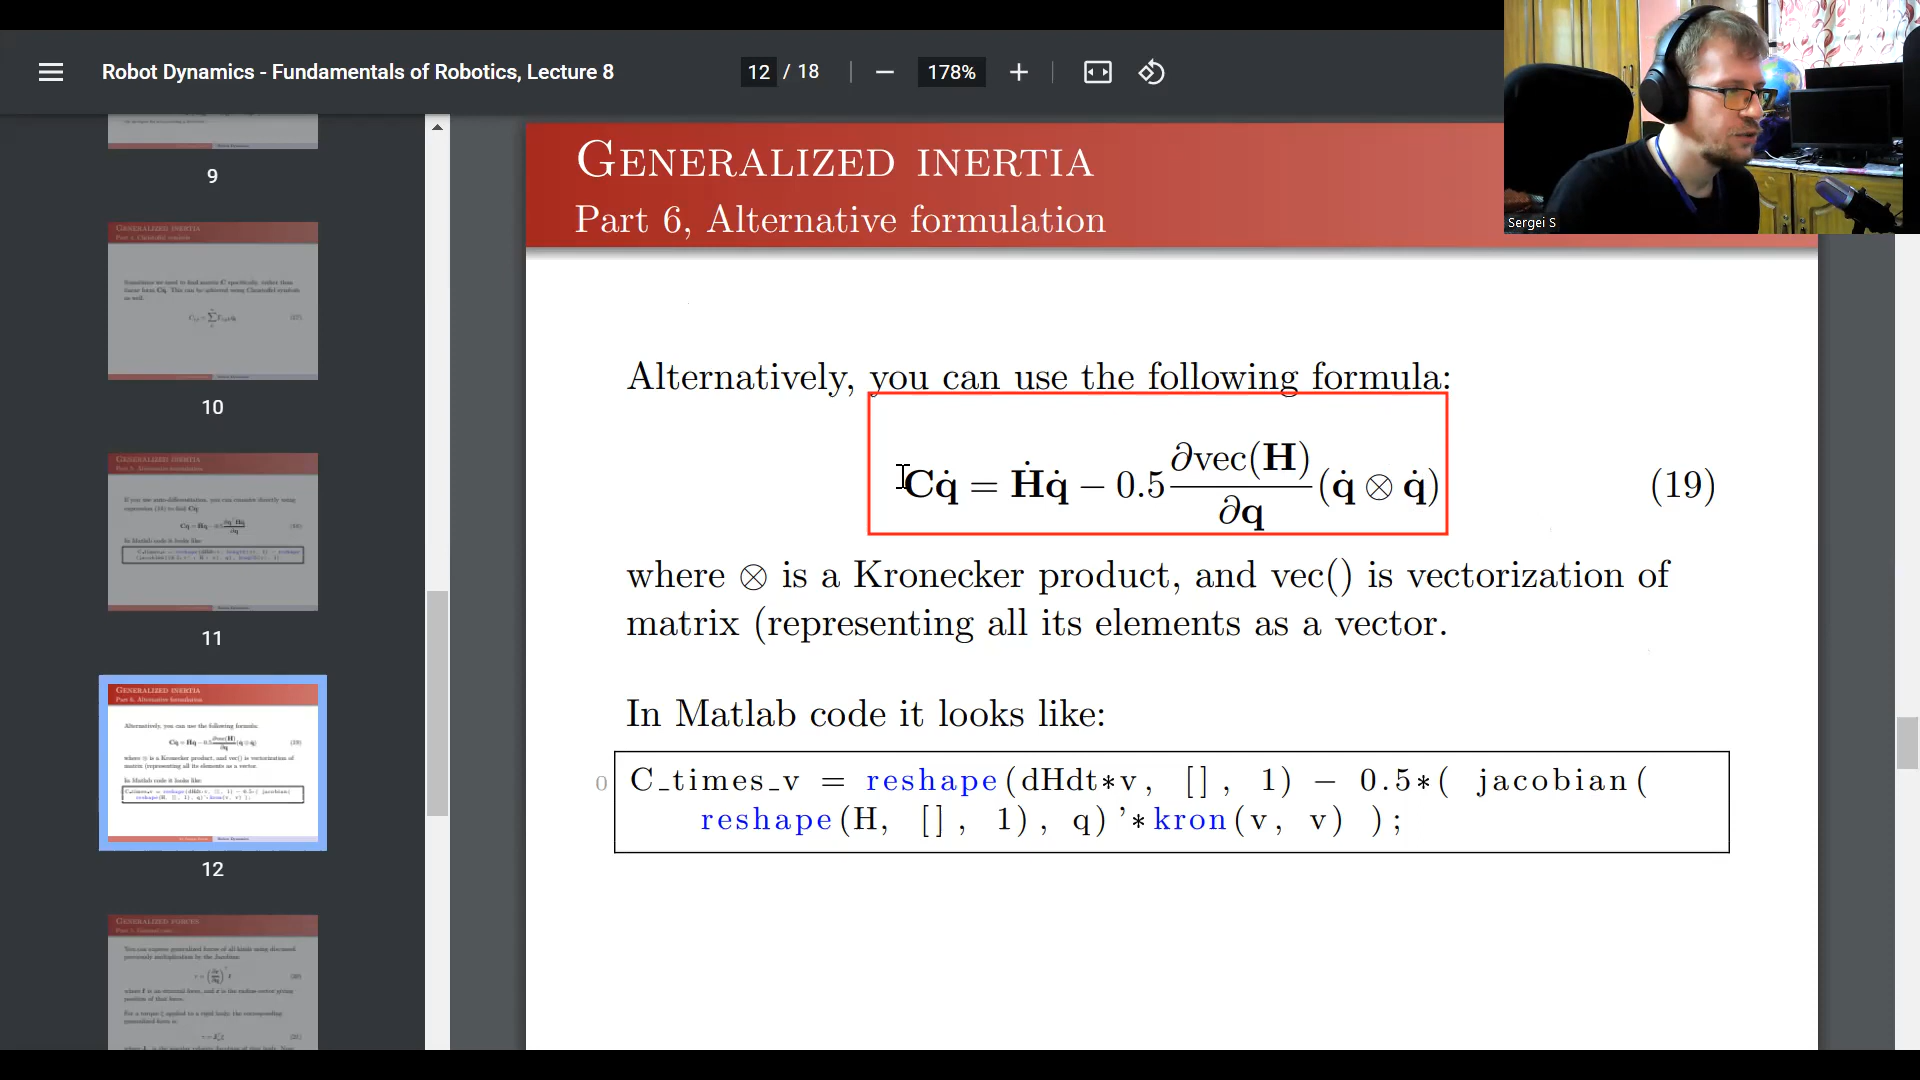 Robot Dynamics - Fundamentals of Robotics, Lecture 8
12 / 18
178%
Sergei S
9
10
11
12
GENERALIZED INERTIA
Part 6, Alternative formulation
Alternatively, you can use the following formula:
Cq̇ = Ḣq̇ − 0.5 ∂vec(H)/∂q (q̇ ⊗ q̇) (19)
where ⊗ is a Kronecker product, and vec() is vectorization of
matrix (representing all its elements as a vector.
In Matlab code it looks like:
0 C_times_v = reshape(dHdt*v, [], 1) − 0.5*( jacobian(
reshape(H, [], 1), q)'*kron(v, v) );